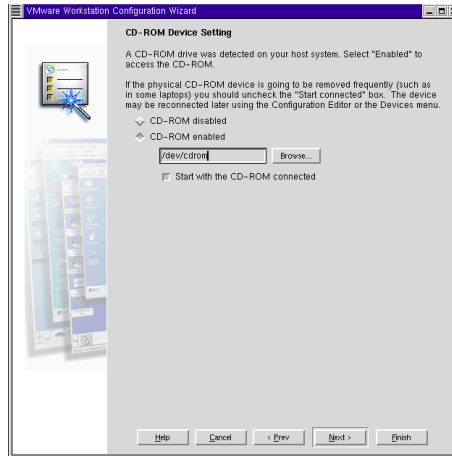 VMware Workstation Configuration Wizard
CD-ROM Device Setting
A CD-ROM drive was detected on your host system. Select "Enabled" to
access the CD-ROM.
If the physical CD-ROM device is going to be removed frequently (such as
in some laptops) you should uncheck the "Start connected" box. The device
may be reconnected later using the Configuration Editor or the Devices menu.
CD-ROM disabled
CD-ROM enabled
/dev/cdrom
Browse...
Start with the CD-ROM connected
Help
Cancel
< Prev
Next >
Finish